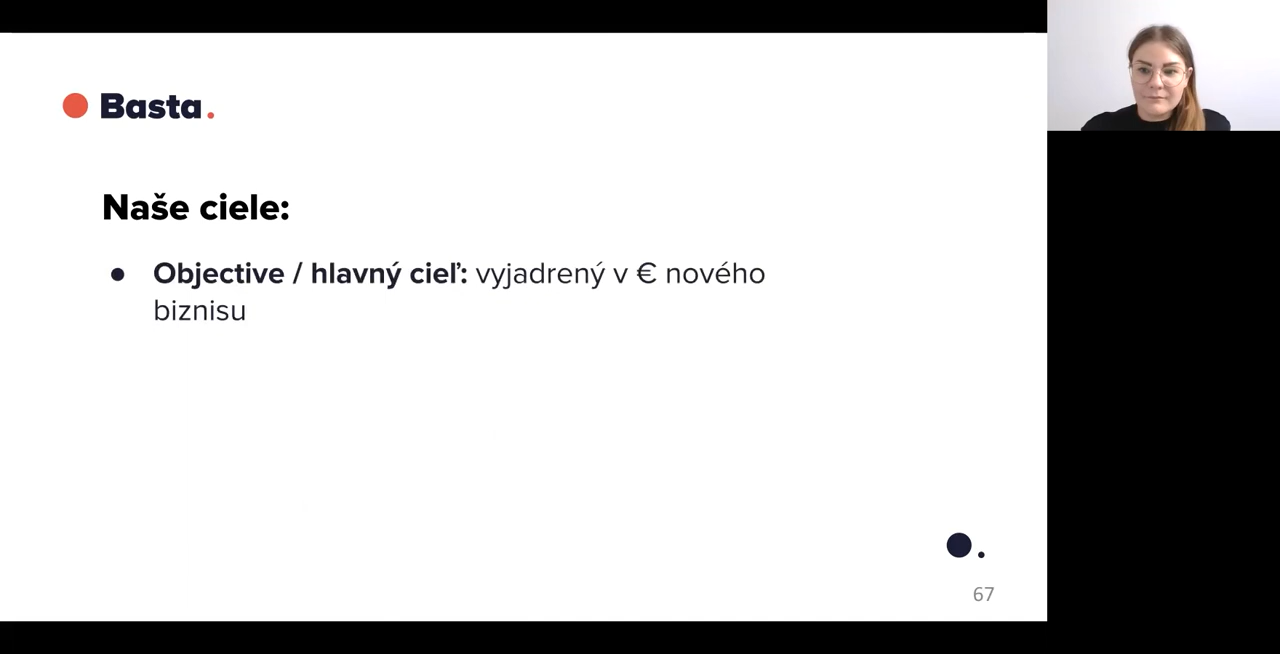 Basta.
Naše ciele:
● Objective / hlavný cieľ: vyjadrený v € nového
biznisu
67